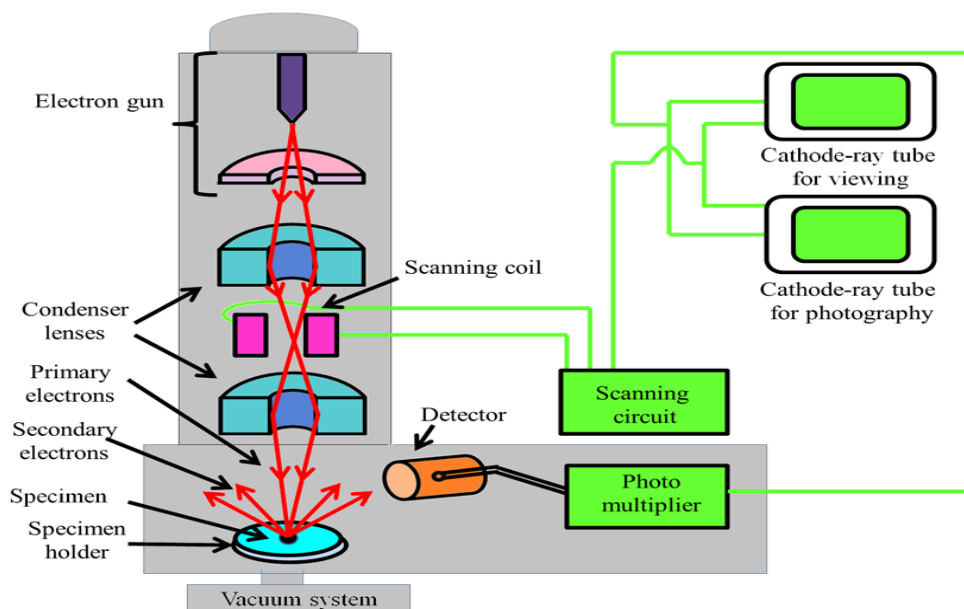 Electron gun
Cathode-ray tube
for viewing
Scanning coil
Cathode-ray tube
for photography
Condenser
lenses
Primary
electrons
Scanning
circuit
Detector
Secondary
electrons
Photo
multiplier
Specimen
Specimen
holder
Vacuum system